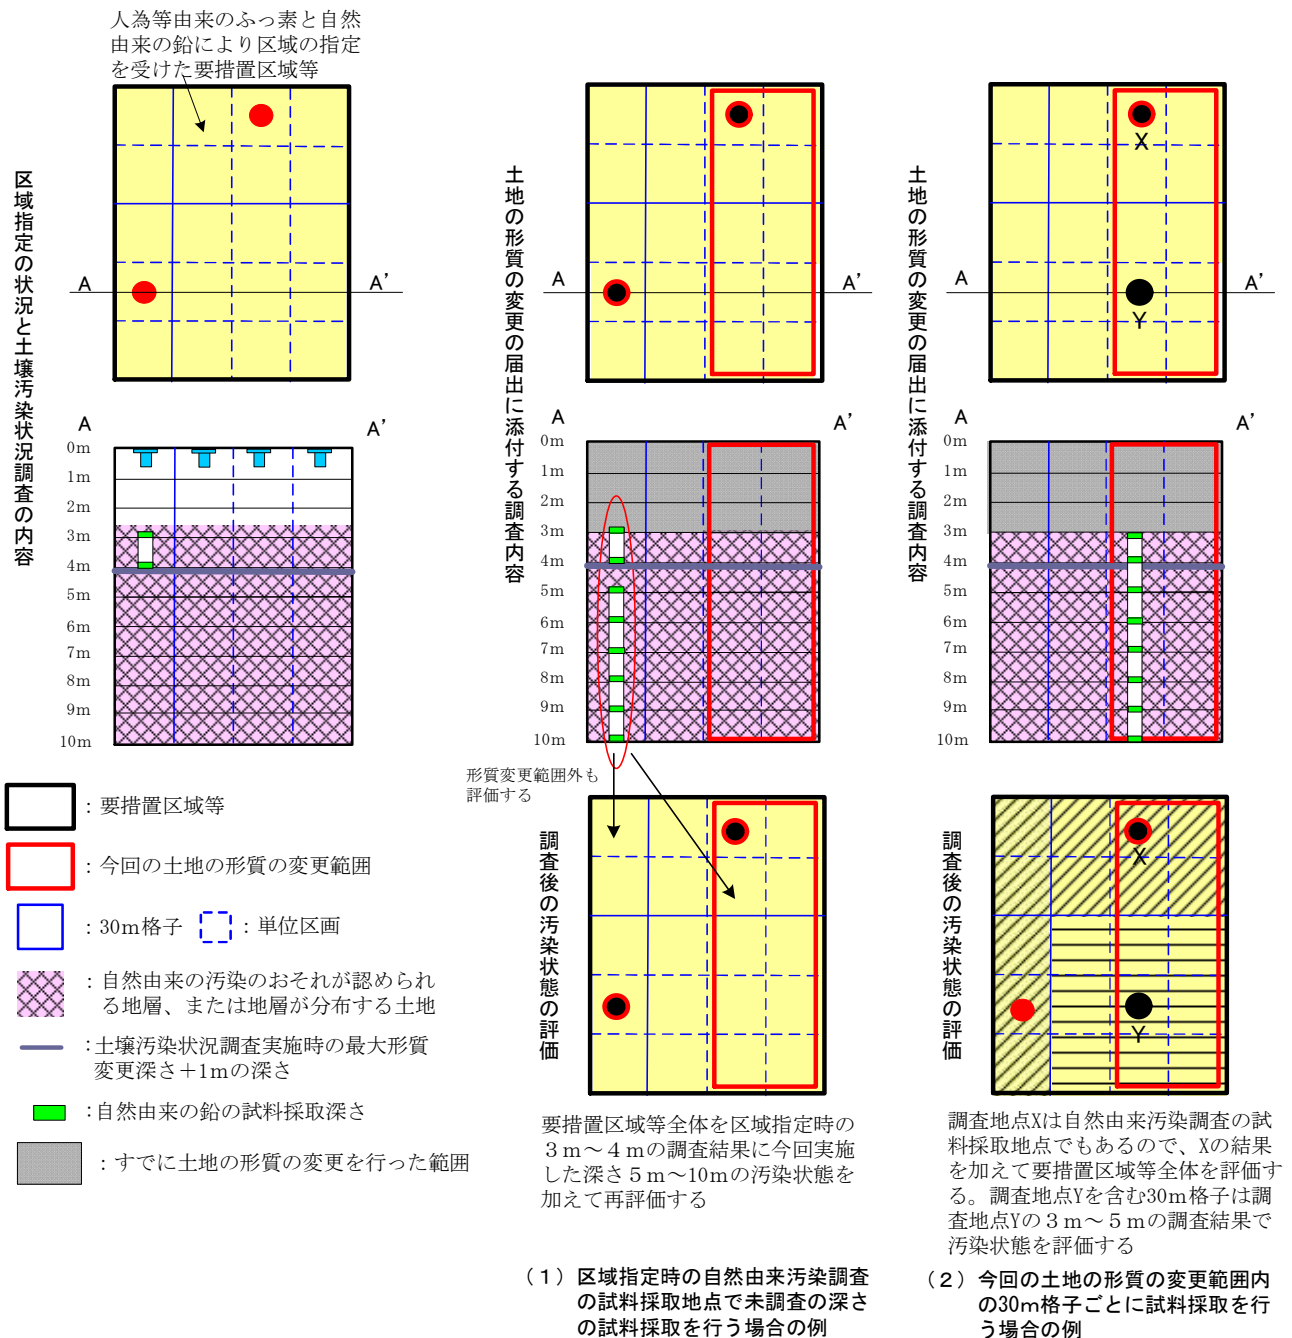 人為等由来のふっ素と自然
由来の鉛により区域の指定
を受けた要措置区域等
区域指定の状況と土壌汚染状況調査の内容
A
A’
A
A’
0m
1m
2m
3m
4m
5m
6m
7m
8m
9m
10m
土地の形質の変更の届出に添付する調査内容
A
A’
A
A’
0m
1m
2m
3m
4m
5m
6m
7m
8m
9m
10m
形質変更範囲外も
評価する
調査後の汚染状態の評価
要措置区域等全体を区域指定時の
３ｍ～４ｍの調査結果に今回実施
した深さ５ｍ～10mの汚染状態を
加えて再評価する
（１）区域指定時の自然由来汚染調査
の試料採取地点で未調査の深さ
の試料採取を行う場合の例
土地の形質の変更の届出に添付する調査内容
X
A
A’
Y
A
A’
0m
1m
2m
3m
4m
5m
6m
7m
8m
9m
10m
調査後の汚染状態の評価
X
Y
調査地点Xは自然由来汚染調査の試
料採取地点でもあるので、Xの結果
を加えて要措置区域等全体を評価す
る。調査地点Yを含む30m格子は調
査地点Yの３ｍ～５ｍの調査結果で
汚染状態を評価する
（２）今回の土地の形質の変更範囲内
の30m格子ごとに試料採取を行
う場合の例
：要措置区域等
：今回の土地の形質の変更範囲
：30m格子
：単位区画
：自然由来の汚染のおそれが認められ
る地層、または地層が分布する土地
：土壌汚染状況調査実施時の最大形質
変更深さ＋1mの深さ
：自然由来の鉛の試料採取深さ
：すでに土地の形質の変更を行った範囲